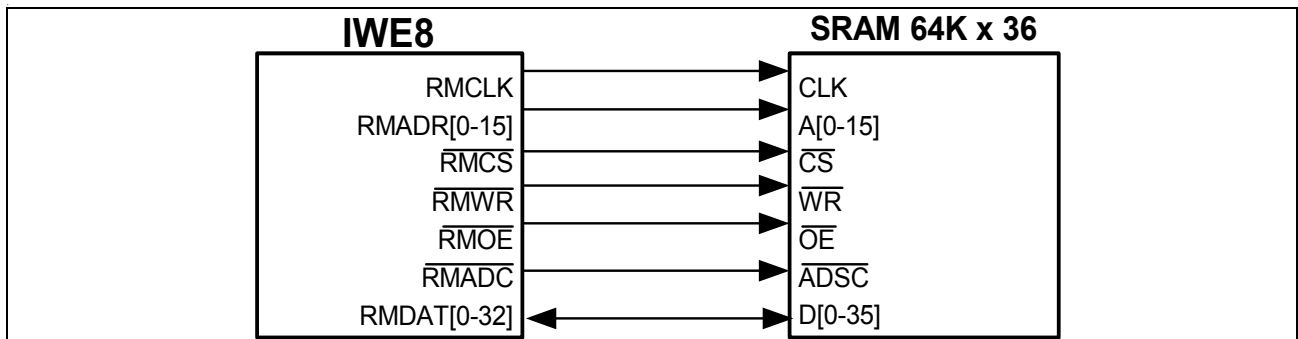 IWE8
SRAM 64K x 36
RMCLK
CLK
RMADR[0-15]
A[0-15]
RMCS
CS
RMWR
WR
RMOE
OE
RMADC
ADSC
RMDAT[0-32]
D[0-35]